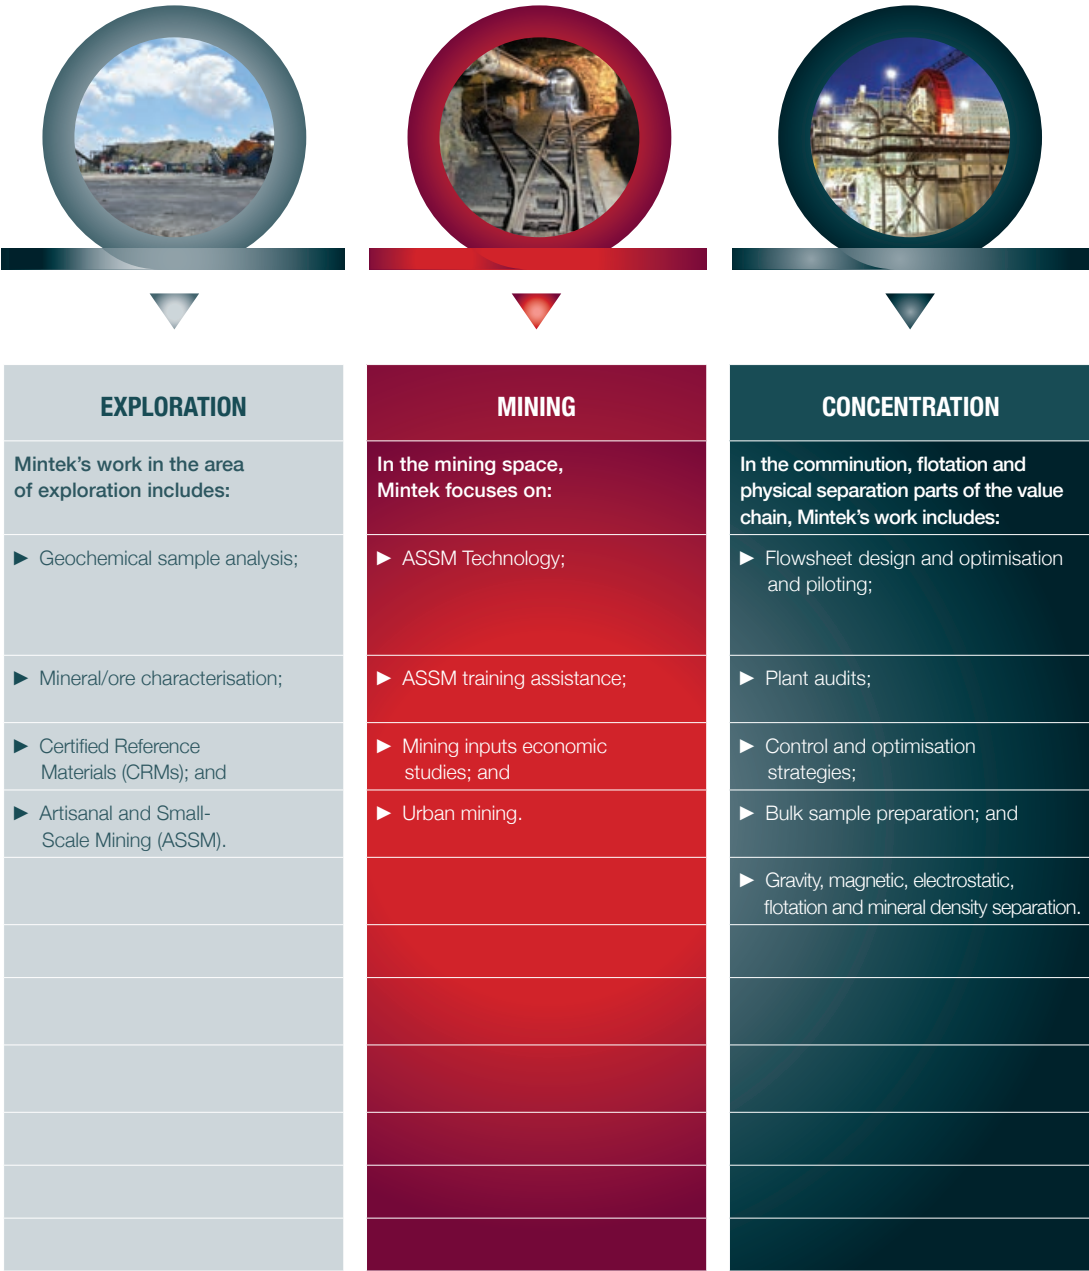 EXPLORATION
Mintek's work in the area
of exploration includes:
► Geochemical sample analysis;
► Mineral/ore characterisation;
► Certified Reference
Materials (CRMs); and
► Artisanal and Small-
Scale Mining (ASSM).
MINING
In the mining space,
Mintek focuses on:
► ASSM Technology;
► ASSM training assistance;
► Mining inputs economic
studies; and
► Urban mining.
CONCENTRATION
In the comminution, flotation and
physical separation parts of the value
chain, Mintek's work includes:
► Flowsheet design and optimisation
and piloting;
► Plant audits;
► Control and optimisation
strategies;
► Bulk sample preparation; and
► Gravity, magnetic, electrostatic,
flotation and mineral density separation.